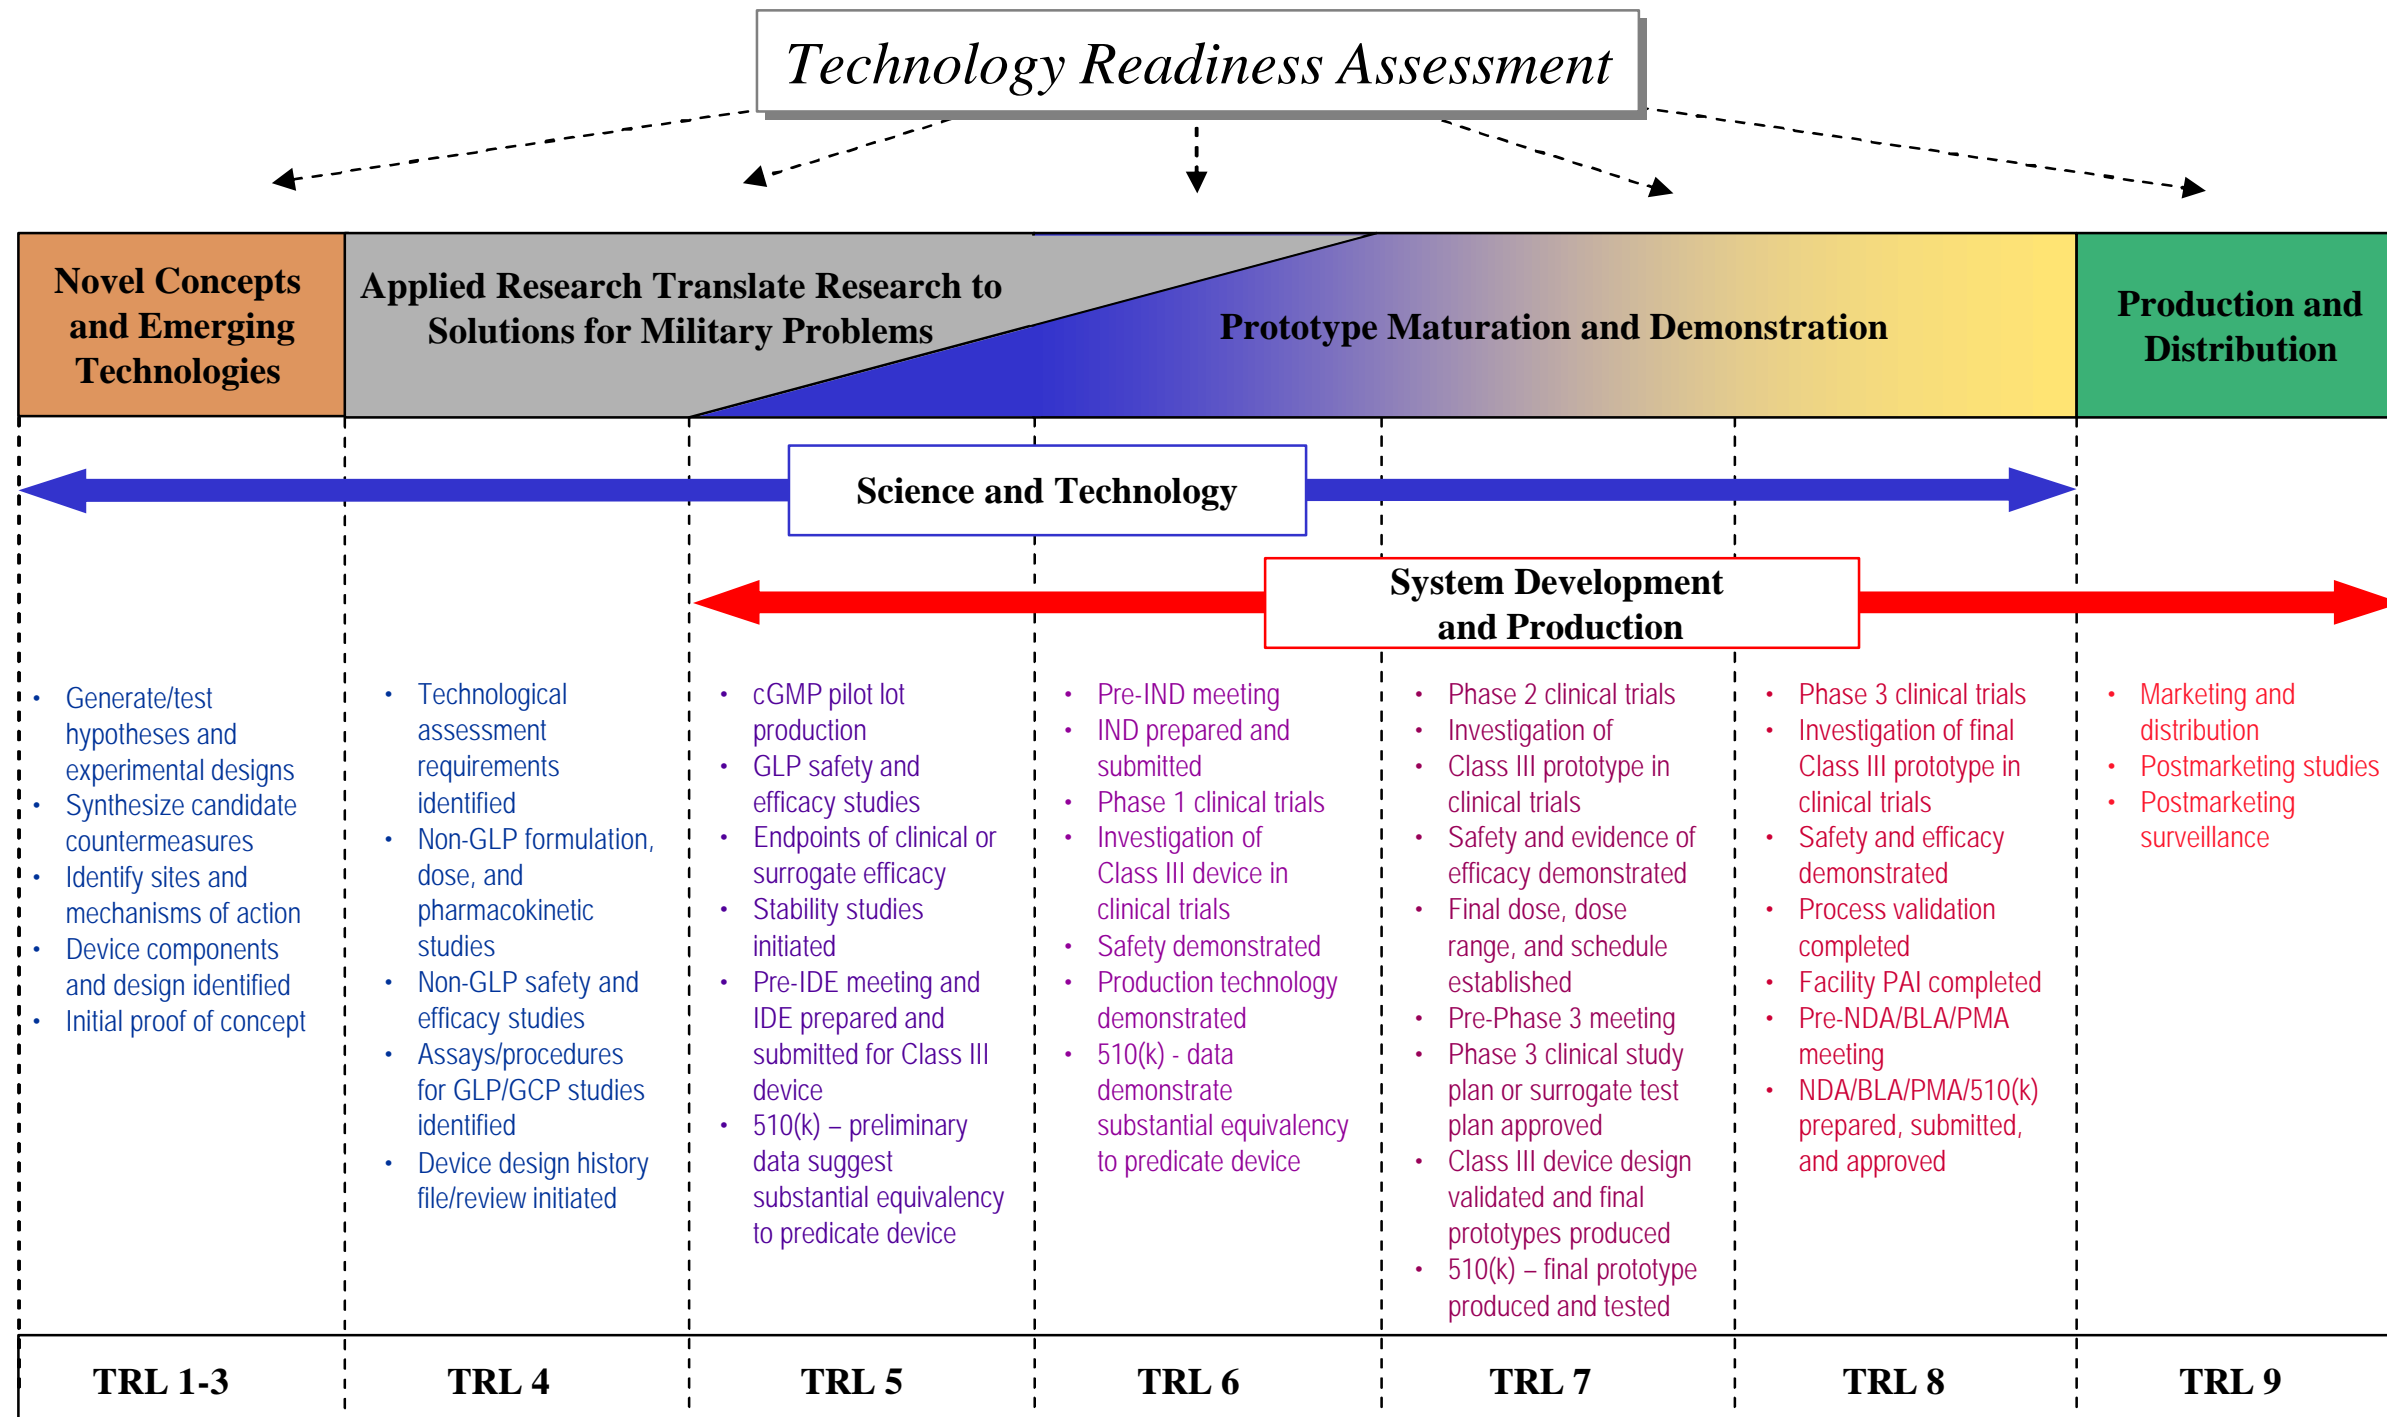 Technology Readiness Assessment
Novel Concepts
and Emerging
Technologies
Applied Research Translate Research to
Solutions for Military Problems
Prototype Maturation and Demonstration
Production and
Distribution
Science and Technology
System Development
and Production
• Generate/test
hypotheses and
experimental designs
• Synthesize candidate
countermeasures
• Identify sites and
mechanisms of action
• Device components
and design identified
• Initial proof of concept
• Technological
assessment
requirements
identified
• Non-GLP formulation,
dose, and
pharmacokinetic
studies
• Non-GLP safety and
efficacy studies
• Assays/procedures
for GLP/GCP studies
identified
• Device design history
file/review initiated
• cGMP pilot lot
production
• GLP safety and
efficacy studies
• Endpoints of clinical or
surrogate efficacy
• Stability studies
initiated
• Pre-IDE meeting and
IDE prepared and
submitted for Class III
device
• 510(k) – preliminary
data suggest
substantial equivalency
to predicate device
• Pre-IND meeting
• IND prepared and
submitted
• Phase 1 clinical trials
• Investigation of
Class III device in
clinical trials
• Safety demonstrated
• Production technology
demonstrated
• 510(k) - data
demonstrate
substantial equivalency
to predicate device
• Phase 2 clinical trials
• Investigation of
• Class III prototype in
clinical trials
• Safety and evidence of
efficacy demonstrated
• Final dose, dose
range, and schedule
established
• Pre-Phase 3 meeting
• Phase 3 clinical study
plan or surrogate test
plan approved
• Class III device design
validated and final
prototypes produced
• 510(k) – final prototype
produced and tested
• Phase 3 clinical trials
• Investigation of final
Class III prototype in
clinical trials
• Safety and efficacy
demonstrated
• Process validation
completed
• Facility PAI completed
• Pre-NDA/BLA/PMA
meeting
• NDA/BLA/PMA/510(k)
prepared, submitted,
and approved
• Marketing and
distribution
• Postmarketing studies
• Postmarketing
surveillance
TRL 1-3
TRL 4
TRL 5
TRL 6
TRL 7
TRL 8
TRL 9